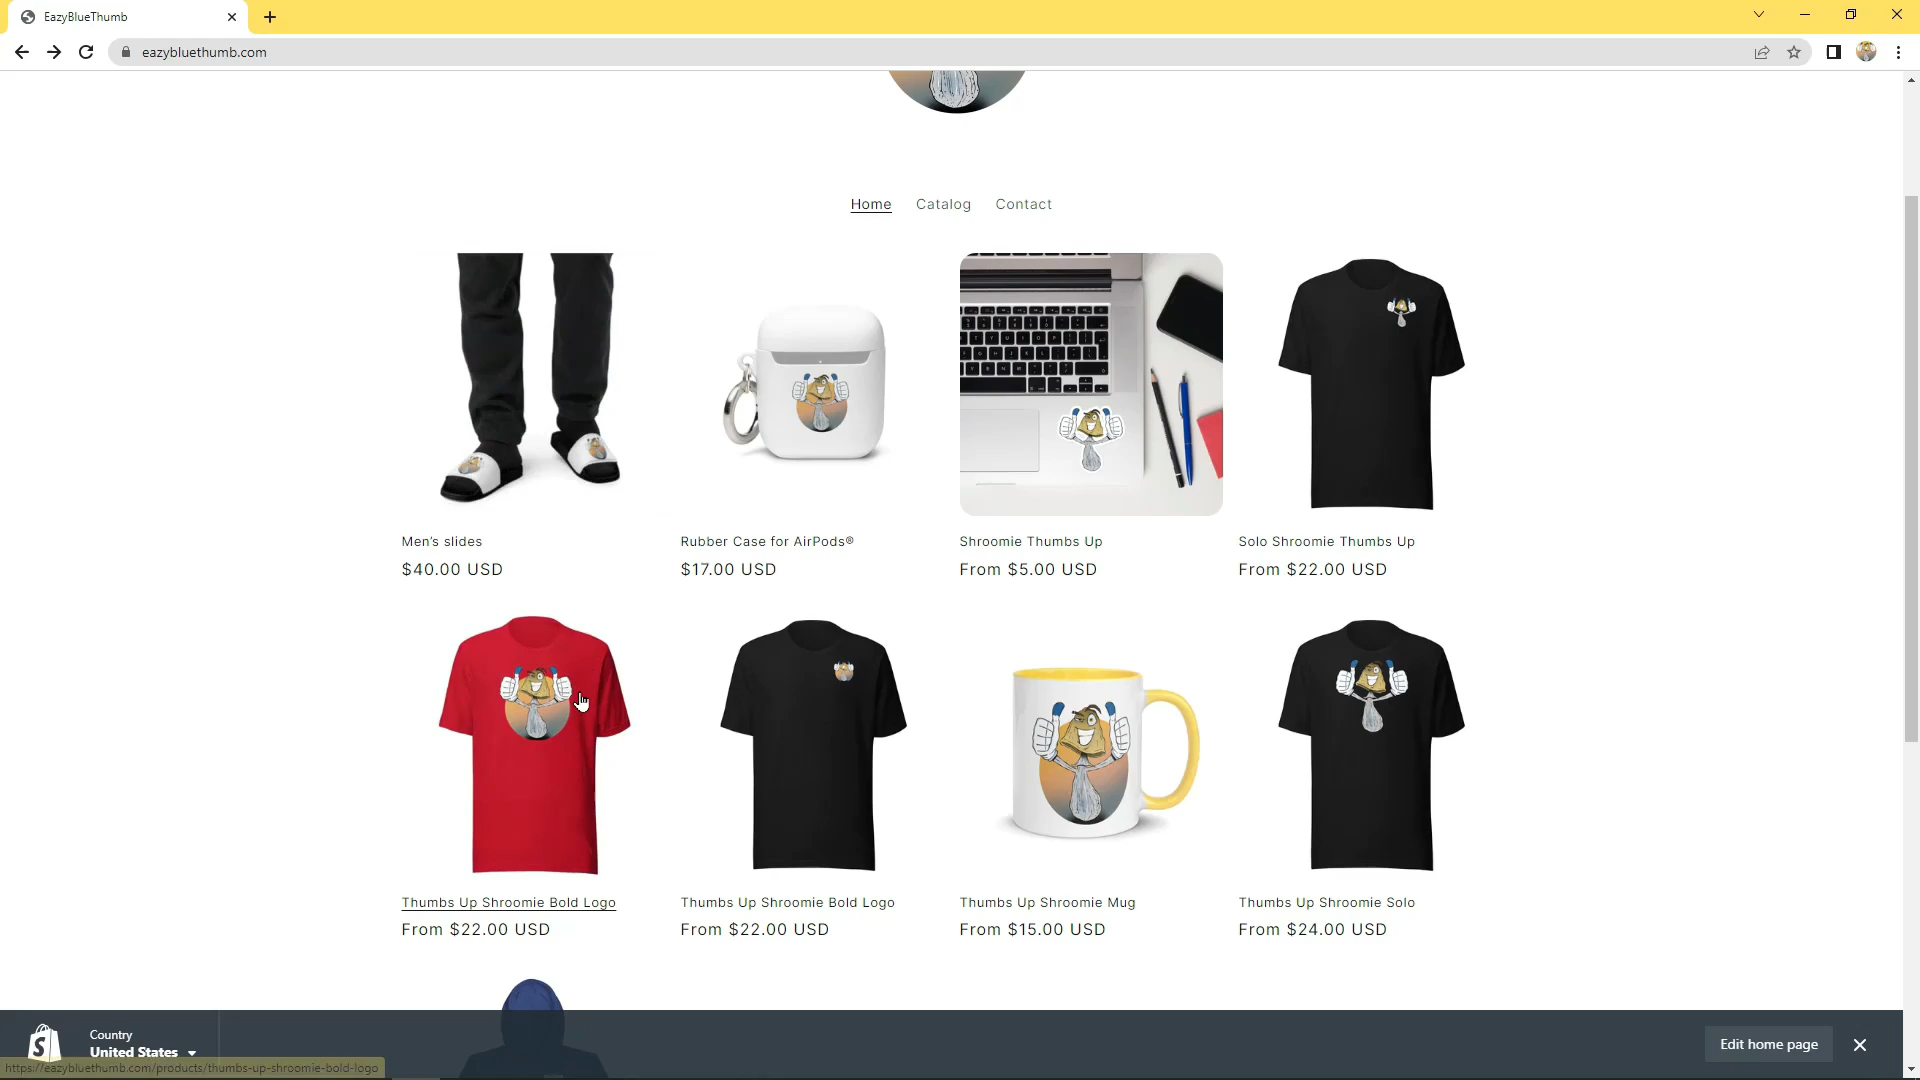 EazyBlueThumb
eazybluethumb.com
Home Catalog Contact
Men's slides
$40.00 USD
Rubber Case for AirPods®
$17.00 USD
Shroomie Thumbs Up
From $5.00 USD
Solo Shroomie Thumbs Up
From $22.00 USD
Thumbs Up Shroomie Bold Logo
From $22.00 USD
Thumbs Up Shroomie Bold Logo
From $22.00 USD
Thumbs Up Shroomie Mug
From $15.00 USD
Thumbs Up Shroomie Solo
From $24.00 USD
Country
United States
Edit home page
https://eazybluethumb.com/products/thumbs-up-shroomie-bold-logo